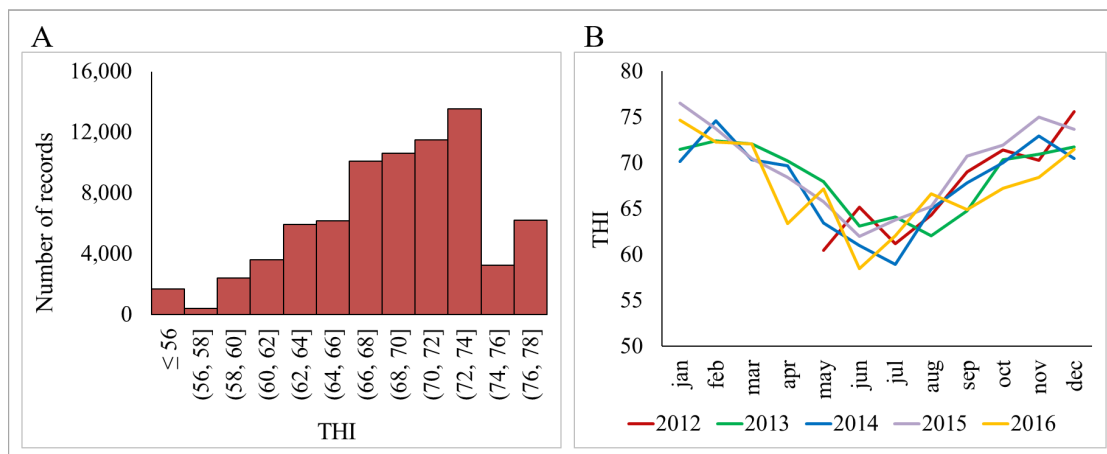 A
Number of records
16,000
12,000
8,000
4,000
0
≤ 56
(56, 58]
(58, 60]
(60, 62]
(62, 64]
(64, 66]
(66, 68]
(68, 70]
(70, 72]
(72, 74]
(74, 76]
(76, 78]
THI
B
THI
80
75
70
65
60
55
50
jan
feb
mar
apr
may
jun
jul
aug
sep
oct
nov
dec
2012 2013 2014 2015 2016